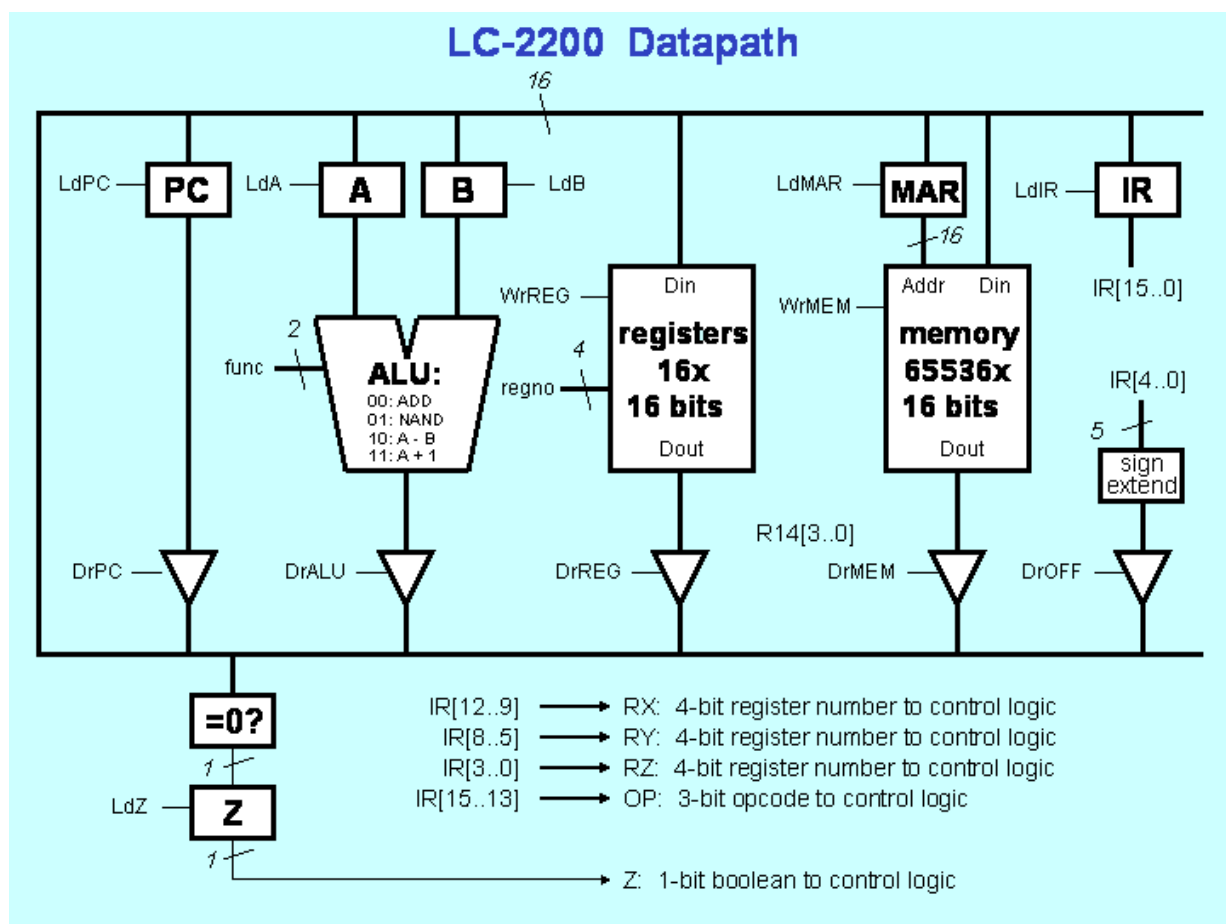 LC-2200 Datapath
16
LdPC
PC
LdA
A
B
LdB
LdMAR
MAR
LdIR
IR
16
IR[15..0]
WrREG
Din
registers
16x
16 bits
Dout
4
regno
WrMEM
Addr Din
memory
65536x
16 bits
Dout
2
func
ALU:
00: ADD
01: NAND
10: A - B
11: A + 1
IR[4..0]
5
sign
extend
R14[3..0]
DrPC
DrALU
DrREG
DrMEM
DrOFF
=0?
1
LdZ
Z
1
IR[12..9] RX: 4-bit register number to control logic
IR[8..5] RY: 4-bit register number to control logic
IR[3..0] RZ: 4-bit register number to control logic
IR[15..13] OP: 3-bit opcode to control logic
Z: 1-bit boolean to control logic